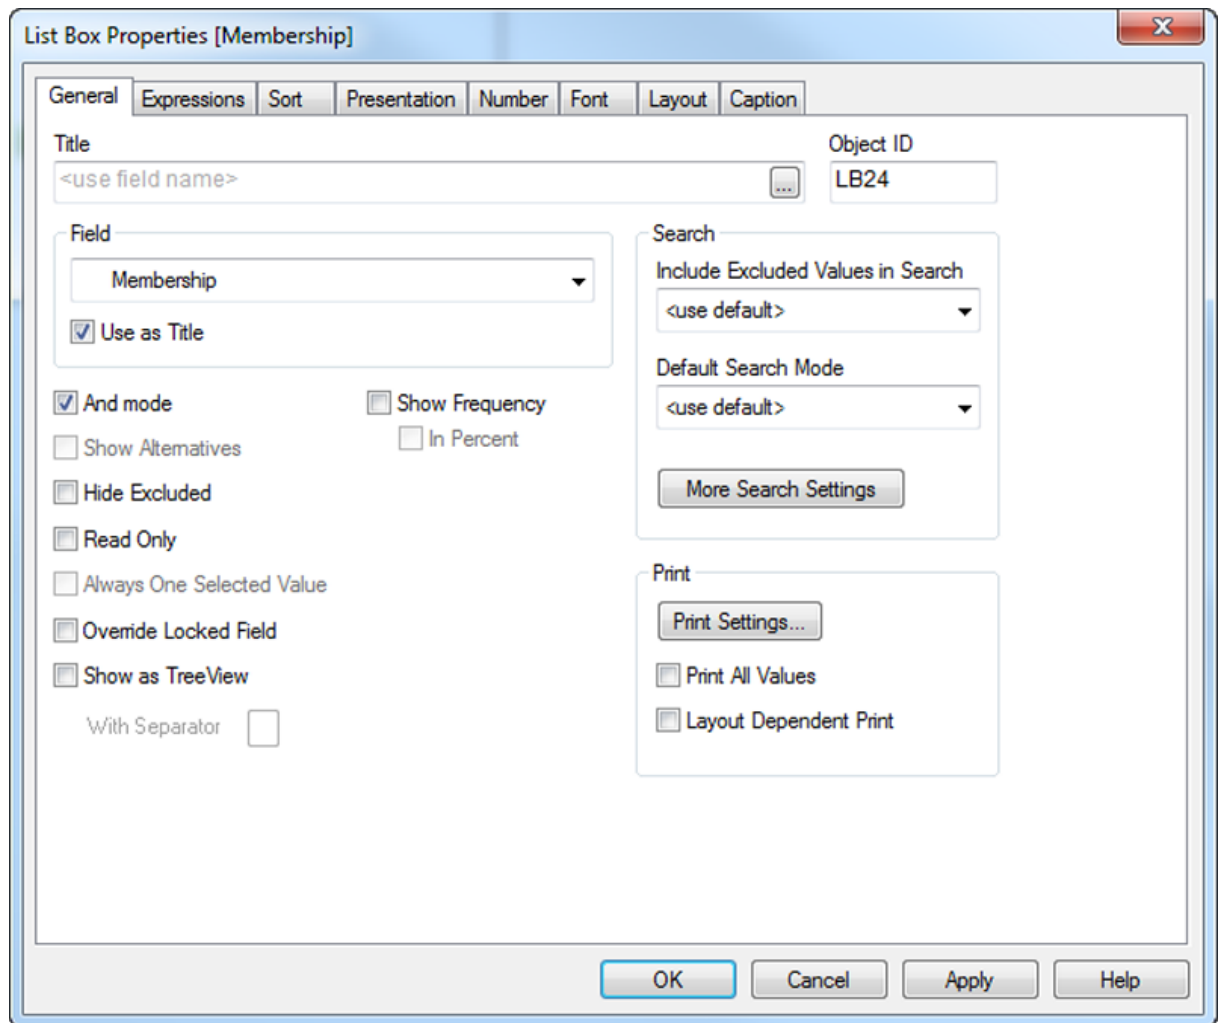 List Box Properties [Membership]
General Expressions Sort Presentation Number Font Layout Caption
Title
Object ID
<use field name>
...
LB24
Field
Membership
Use as Title
And mode
Show Frequency
Show Alternatives
In Percent
Hide Excluded
Read Only
Always One Selected Value
Override Locked Field
Show as TreeView
With Separator
Search
Include Excluded Values in Search
<use default>
Default Search Mode
<use default>
More Search Settings
Print
Print Settings...
Print All Values
Layout Dependent Print
OK Cancel Apply Help